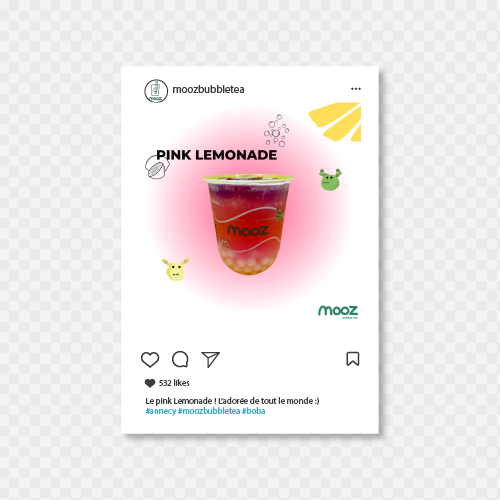 moozbubbletea
PINK LEMONADE
mooz
mooz
532 likes
Le pink Lemonade ! L'adorée de tout le monde :)
#annecy #moozbubbletea #boba